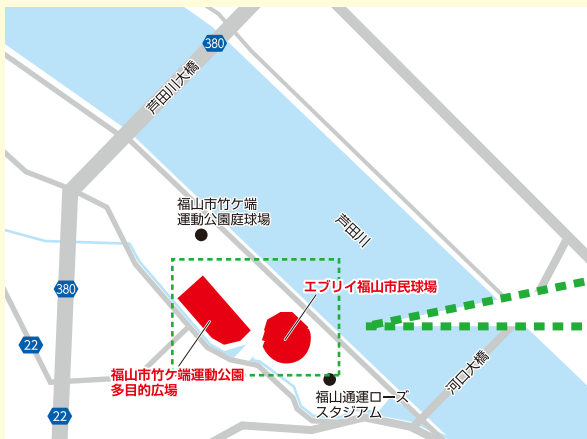 380
芦田川大橋
福山市竹ケ端
運動公園庭球場
芦田川
エブリイ福山市民球場
380
22
福山市竹ケ端運動公園
多目的広場
福山通運ローズ
スタジアム
河口大橋
22